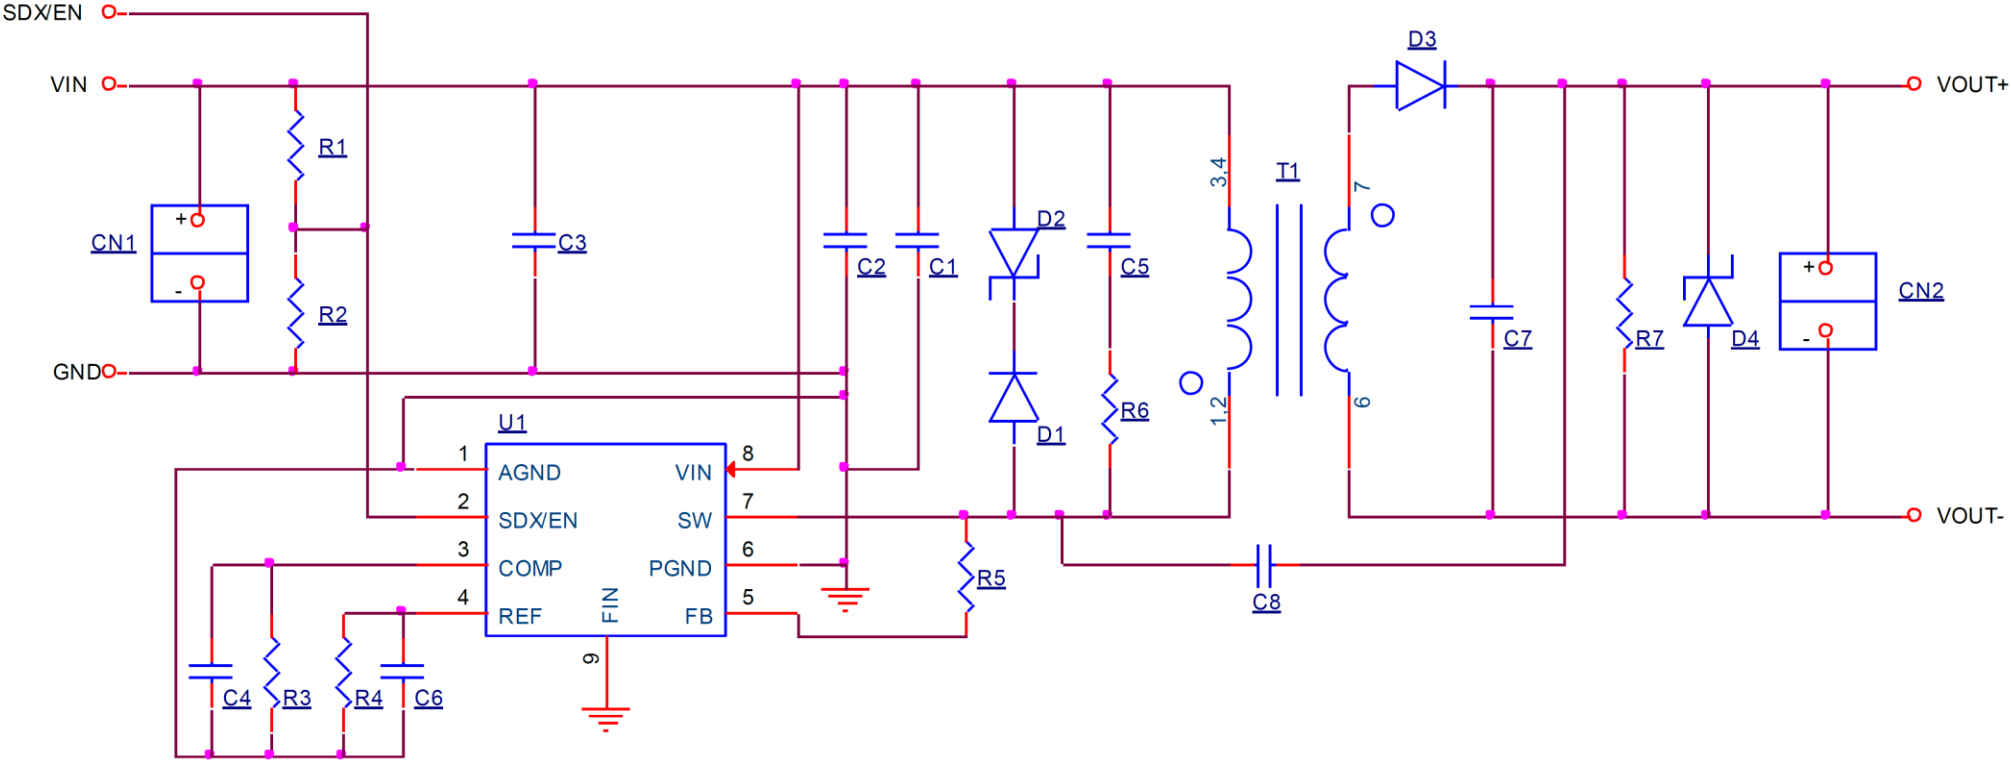 SDX/EN
D3
VIN
VOUT+
R1
3,4
T1
7
+
D2
CN1
C3
C2
C1
C5
+
CN2
-
R2
C7
R7
D4
-
GND
1,2
6
R6
U1
D1
1
AGND
VIN
8
2
SDX/EN
SW
7
VOUT-
3
COMP
PGND
6
R5
4
REF
FIN
FB
5
C8
9
C4
R3
R4
C6